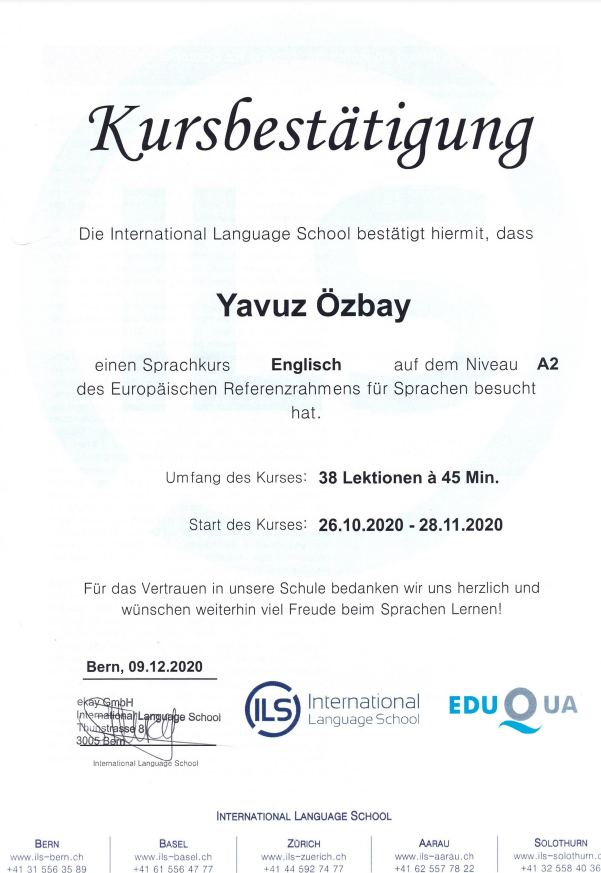 Kursbestätigung
Die International Language School bestätigt hiermit, dass
Yavuz Özbay
einen Sprachkurs Englisch auf dem Niveau A2
des Europäischen Referenzrahmens für Sprachen besucht
hat.
Umfang des Kurses: 38 Lektionen à 45 Min.
Start des Kurses: 26.10.2020 - 28.11.2020
Für das Vertrauen in unsere Schule bedanken wir uns herzlich und
wünschen weiterhin viel Freude beim Sprachen Lernen!
Bern, 09.12.2020
ekay GmbH
International Language School
Thunstrasse 8
3005 Bern
International Language School
ILS International
Language School
EDUQUA
INTERNATIONAL LANGUAGE SCHOOL
BERN BASEL ZÜRICH AARAU SOLOTHURN
www.ils-bern.ch www.ils-basel.ch www.ils-zuerich.ch www.ils-aarau.ch www.ils-solothurn.c
+41 31 556 35 89 +41 61 556 47 77 +41 44 592 74 77 +41 62 557 78 22 +41 32 558 40 36